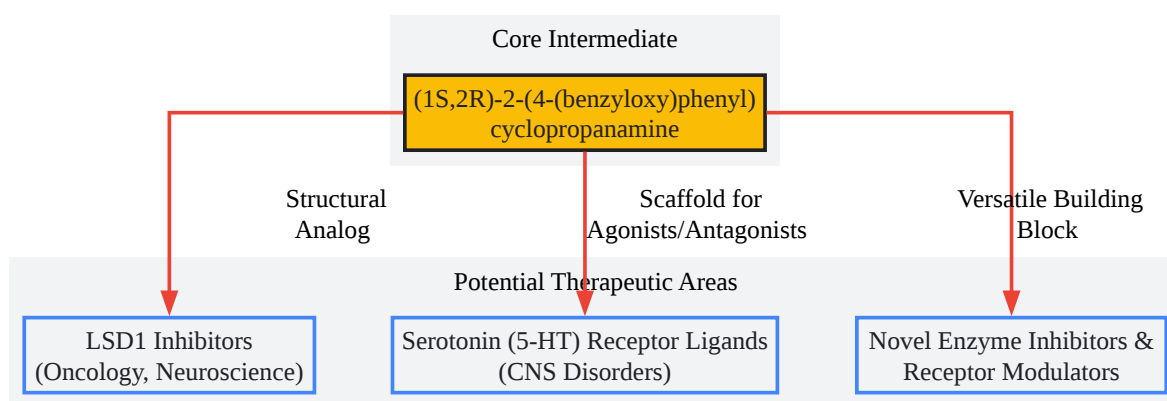 Core Intermediate
(1S,2R)-2-(4-(benzyloxy)phenyl)
cyclopropanamine
Structural
Analog
Scaffold for
Agonists/Antagonists
Versatile Building
Block
Potential Therapeutic Areas
LSD1 Inhibitors
(Oncology, Neuroscience)
Serotonin (5-HT) Receptor Ligands
(CNS Disorders)
Novel Enzyme Inhibitors &
Receptor Modulators